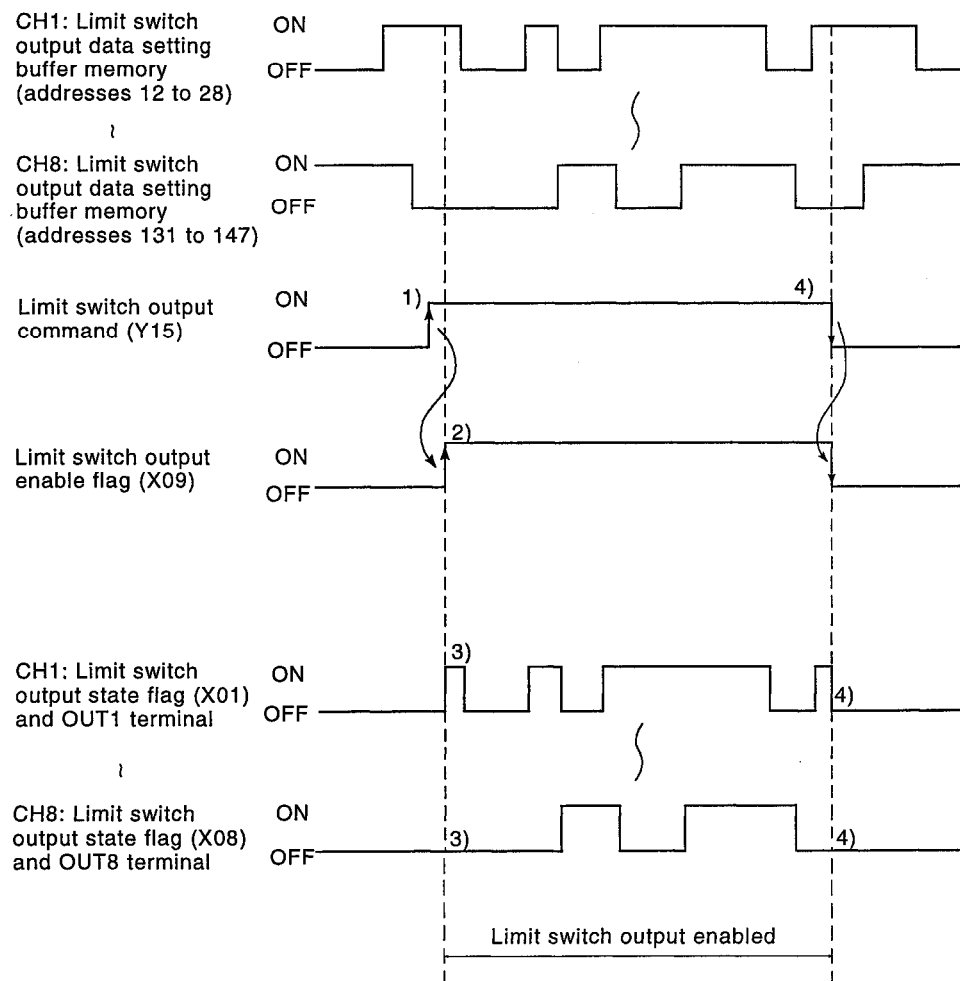 CH1: Limit switch
output data setting
buffer memory
(addresses 12 to 28)
ON
OFF
~
CH8: Limit switch
output data setting
buffer memory
(addresses 131 to 147)
ON
OFF
Limit switch output
command (Y15)
ON
OFF
1)
4)
Limit switch output
enable flag (X09)
ON
OFF
2)
CH1: Limit switch
output state flag (X01)
and OUT1 terminal
ON
OFF
3)
4)
~
CH8: Limit switch
output state flag (X08)
and OUT8 terminal
ON
OFF
3)
4)
Limit switch output enabled